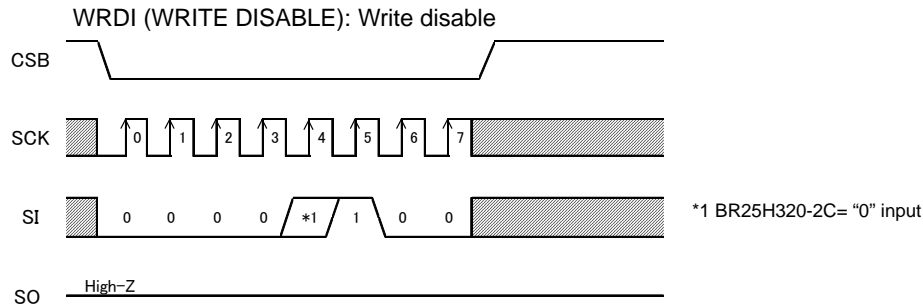 WRDI (WRITE DISABLE): Write disable
CSB
SCK 0 1 2 3 4 5 6 7
SI 0 0 0 0 *1 1 0 0 *1 BR25H320-2C= “0” input
SO High-Z